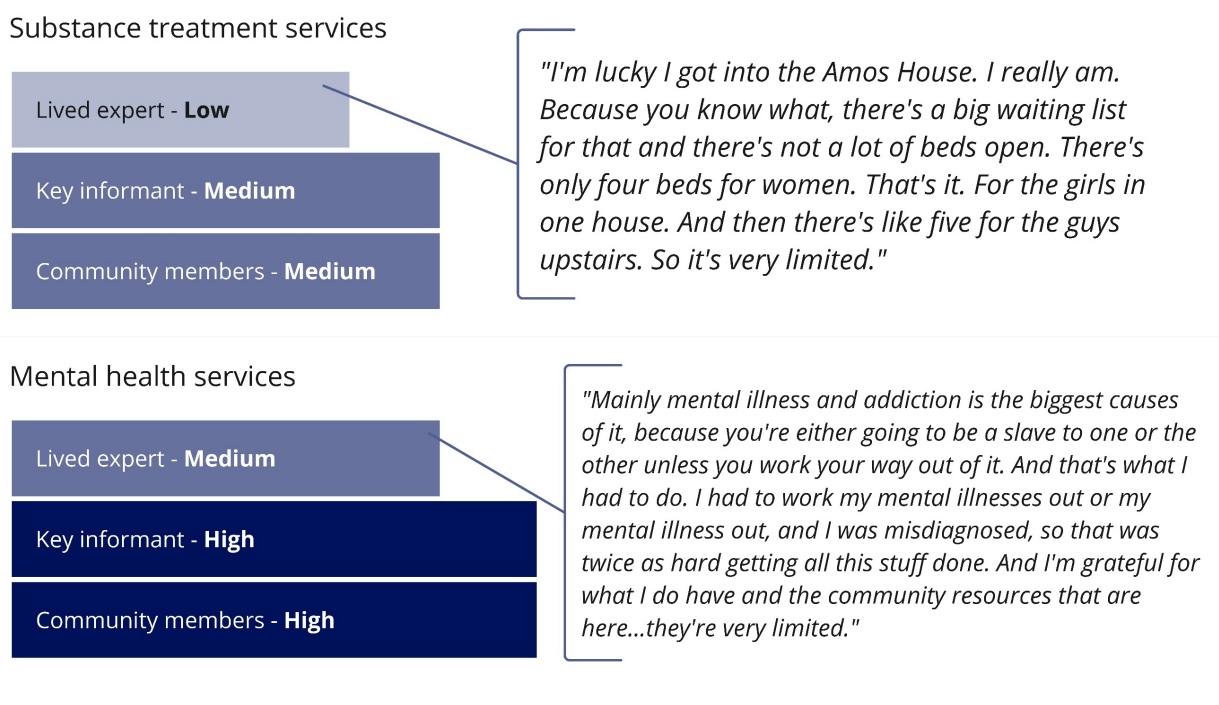 Substance treatment services
Lived expert - Low
Key informant - Medium
Community members - Medium
"I'm lucky I got into the Amos House. I really am.
Because you know what, there's a big waiting list
for that and there's not a lot of beds open. There's
only four beds for women. That's it. For the girls in
one house. And then there's like five for the guys
upstairs. So it's very limited."
Mental health services
Lived expert - Medium
Key informant - High
Community members - High
"Mainly mental illness and addiction is the biggest causes
of it, because you're either going to be a slave to one or the
other unless you work your way out of it. And that's what I
had to do. I had to work my mental illnesses out or my
mental illness out, and I was misdiagnosed, so that was
twice as hard getting all this stuff done. And I'm grateful for
what I do have and the community resources that are
here...they're very limited."